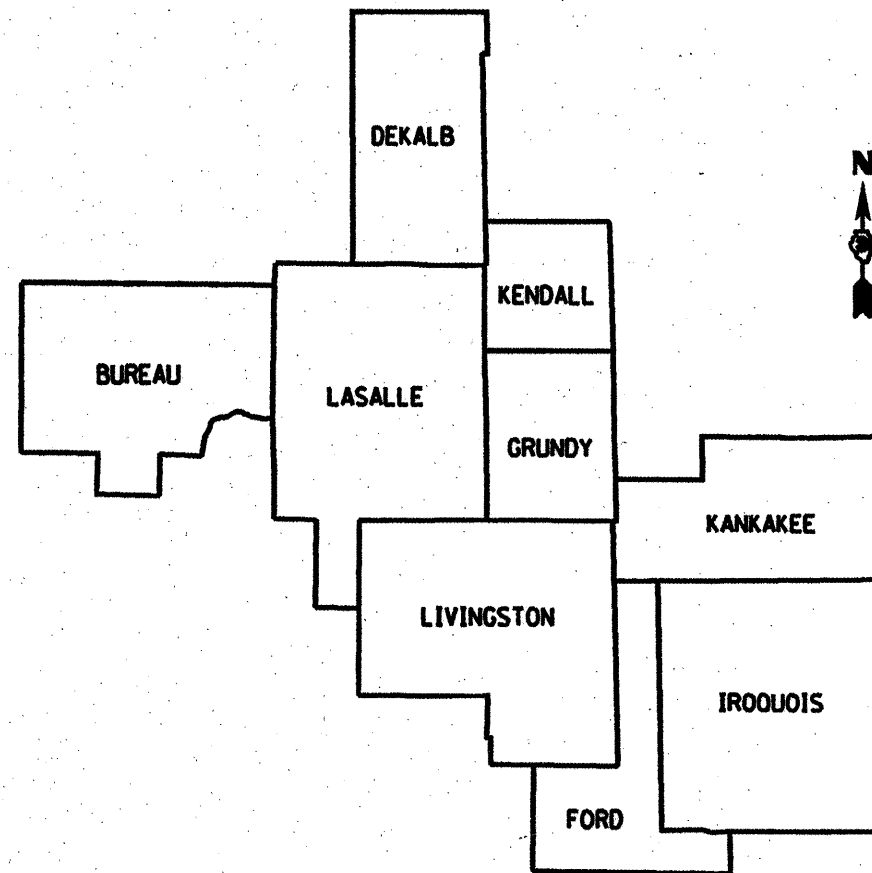 DEKALB
N
KENDALL
BUREAU
LASALLE
GRUNDY
KANKAKEE
LIVINGSTON
IROQUOIS
FORD